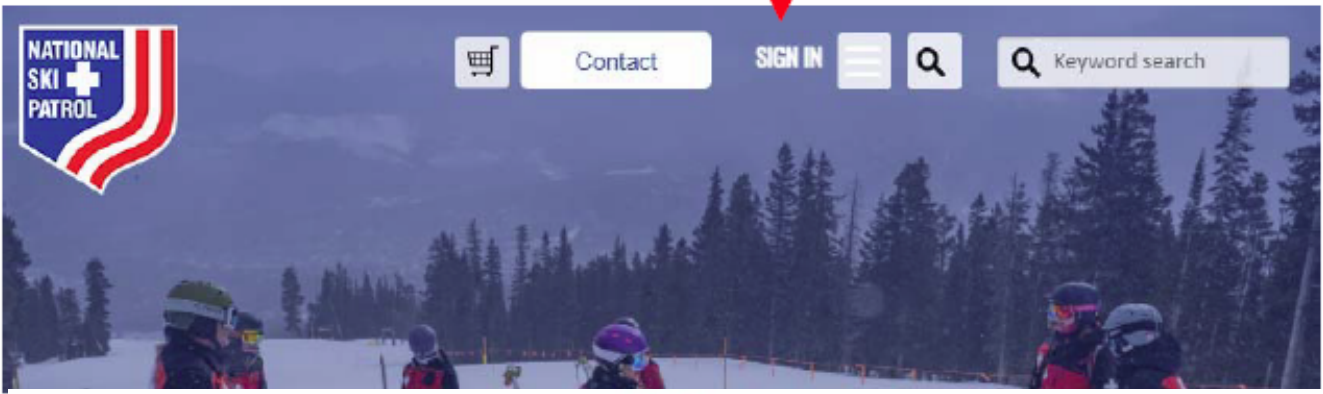 NATIONAL
SKI
PATROL
Contact
SIGN IN
Keyword search